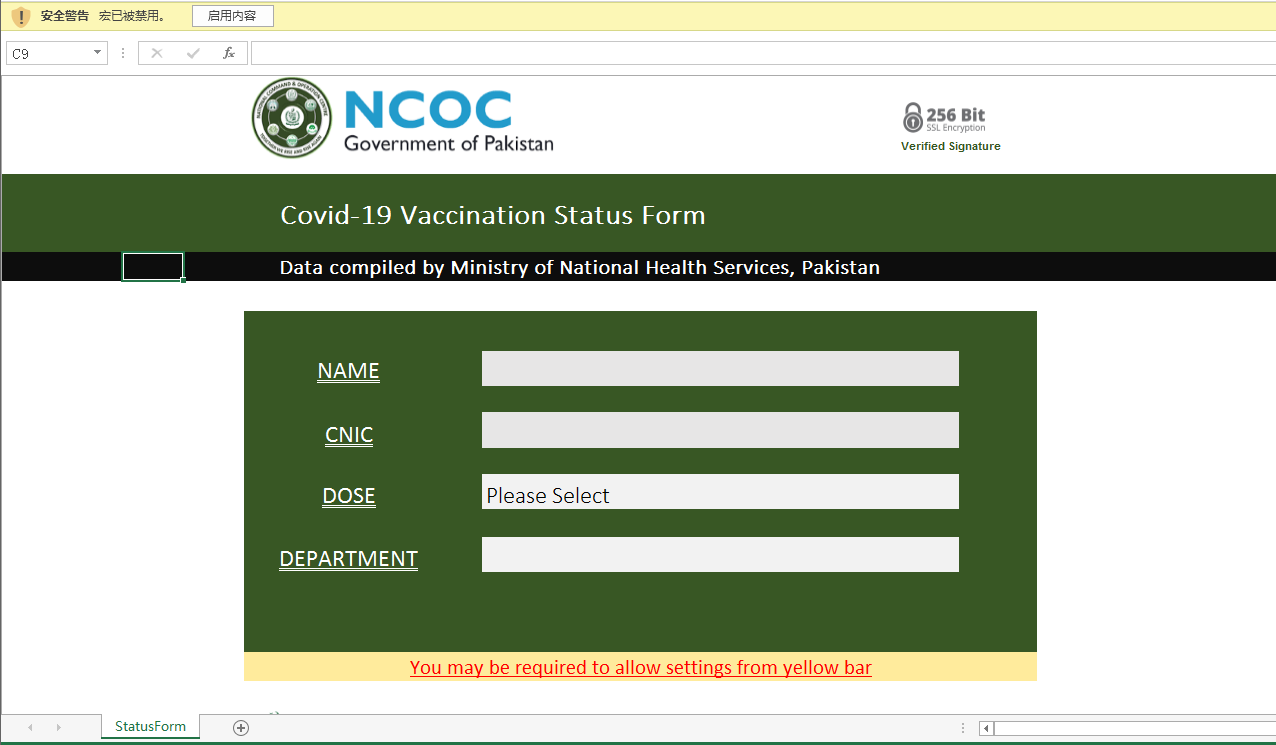 安全警告 宏已被禁用。 启用内容
C9 fx
NCOC
Government of Pakistan
256 Bit
SSL Encryption
Verified Signature
Covid-19 Vaccination Status Form
Data compiled by Ministry of National Health Services, Pakistan
NAME
CNIC
DOSE Please Select
DEPARTMENT
You may be required to allow settings from yellow bar
StatusForm